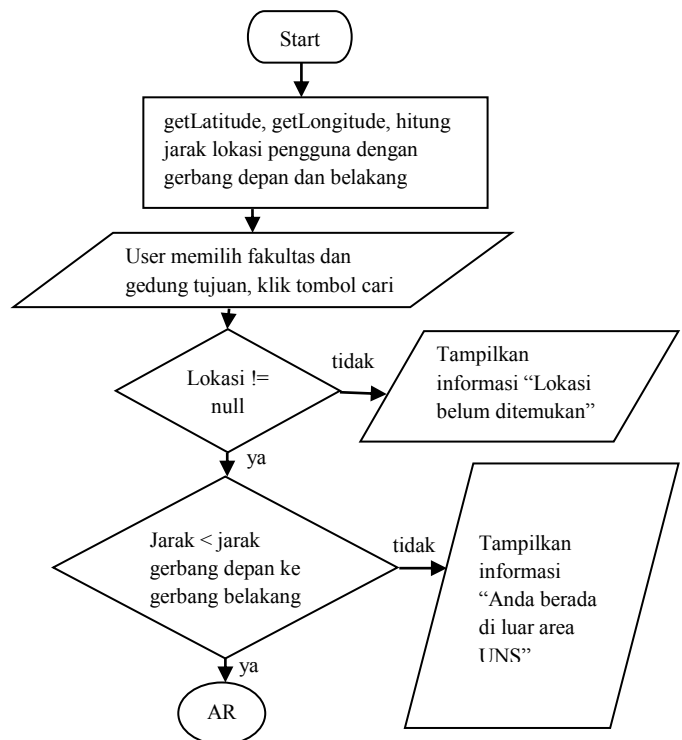 Start
getLatitude, getLongitude, hitung
jarak lokasi pengguna dengan
gerbang depan dan belakang
User memilih fakultas dan
gedung tujuan, klik tombol cari
Lokasi !=
null
tidak
Tampilkan
informasi “Lokasi
belum ditemukan”
ya
Jarak < jarak
gerbang depan ke
gerbang belakang
tidak
Tampilkan
informasi
“Anda berada
di luar area
UNS”
ya
AR